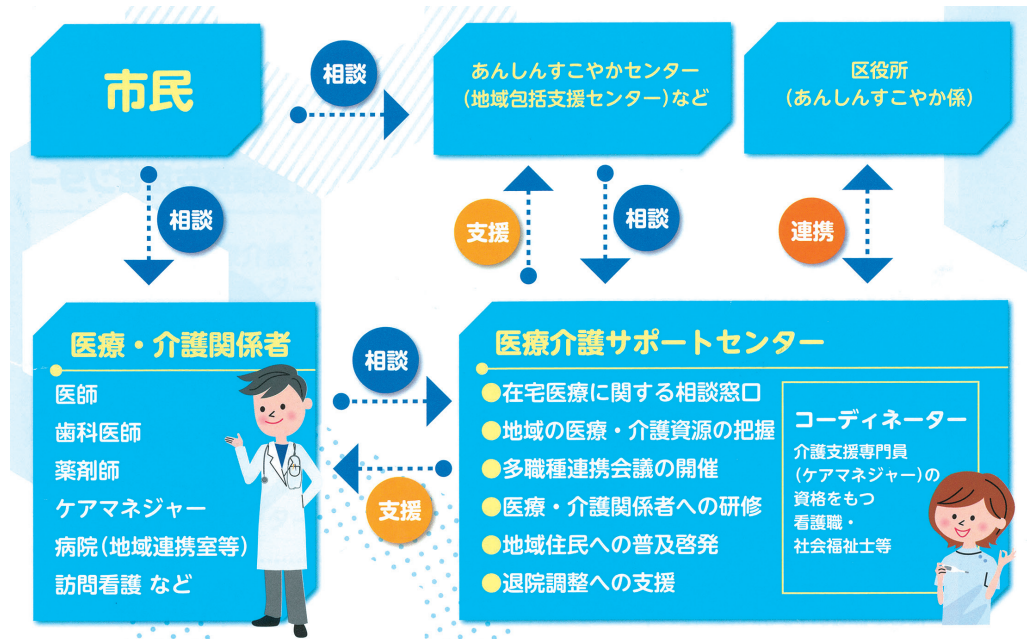 市民
相談
あんしんすこやかセンター
(地域包括支援センター)など
区役所
(あんしんすこやか係)
相談
支援
相談
連携
医療・介護関係者
医師
歯科医師
薬剤師
ケアマネジャー
病院(地域連携室等)
訪問看護 など
相談
支援
医療介護サポートセンター
●在宅医療に関する相談窓口
●地域の医療・介護資源の把握
●多職種連携会議の開催
●医療・介護関係者への研修
●地域住民への普及啓発
●退院調整への支援
コーディネーター
介護支援専門員
(ケアマネジャー)の
資格をもつ
看護職・
社会福祉士等